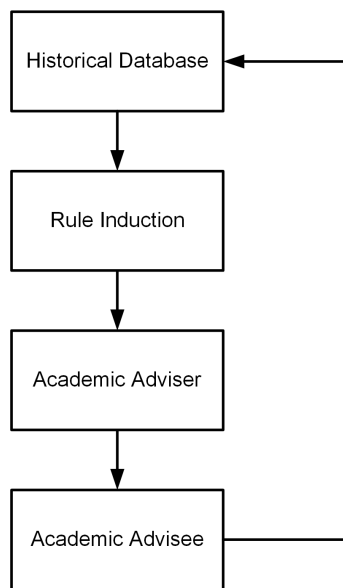 Historical Database
Rule Induction
Academic Adviser
Academic Advisee